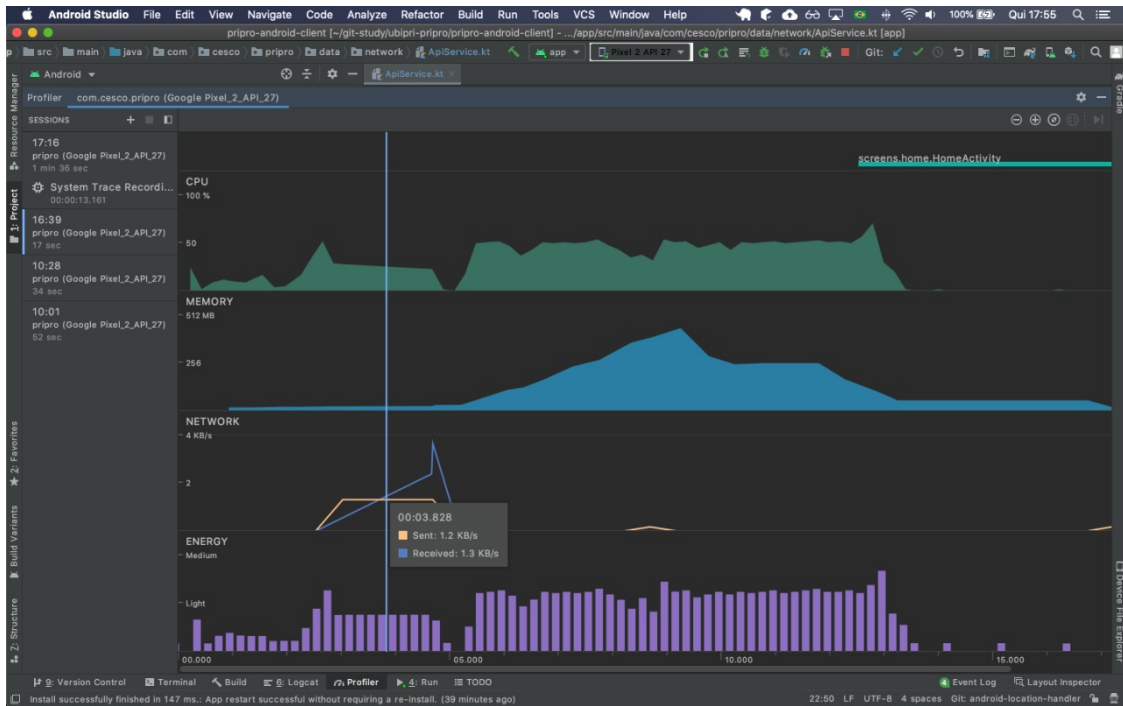 Android Studio File Edit View Navigate Code Analyze Refactor Build Run Tools VCS Window Help 100% Qui 17:55
pripro-android-client [~/git-study/ubipri-pripro/pripro-android-client] - .../app/src/main/java/com/cesco/pripro/data/network/ApiService.kt [app]
p src main java com cesco pripro data network ApiService.kt app Pixel 2 API 27 Git:
Android ApiService.kt
Profiler com.cesco.pripro (Google Pixel_2_API_27)
SESSIONS
17:16
pripro (Google Pixel_2_API_27)
1 min 36 sec
System Trace Recordi...
00:00:13.161
16:39
pripro (Google Pixel_2_API_27)
17 sec
10:28
pripro (Google Pixel_2_API_27)
34 sec
10:01
pripro (Google Pixel_2_API_27)
52 sec
screens.home.HomeActivity
CPU
100 %
50
MEMORY
512 MB
256
NETWORK
4 KB/s
2
00:03.828
Sent: 1.2 KB/s
Received: 1.3 KB/s
ENERGY
Medium
Light
00.000 05.000 10.000 15.000
Resource Manager
1: Project
2: Favorites
Build Variants
Z: Structure
Gradle
Device File Explorer
9: Version Control Terminal Build 6: Logcat Profiler 4: Run TODO 4 Event Log Layout Inspector
Install successfully finished in 147 ms.: App restart successful without requiring a re-install. (39 minutes ago) 22:50 LF UTF-8 4 spaces Git: android-location-handler